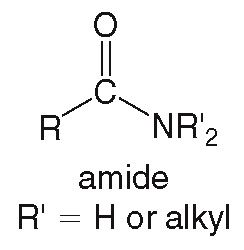 O
C
R NR'₂
amide
R' = H or alkyl